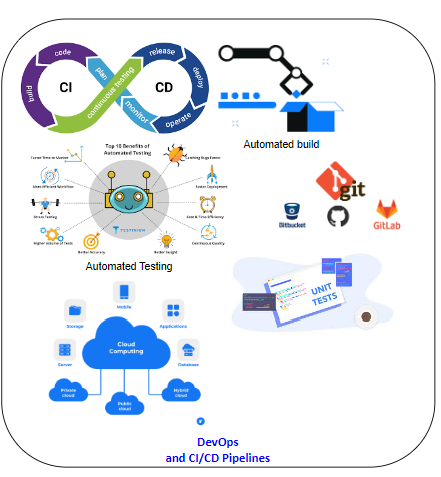 code
release
plan
CI
continuous testing
CD
deploy
build
monitor
operate
Automated build
Top 10 Benefits of
Automated Testing
Faster Time to Market
Catching Bugs Faster
More Efficient Workflow
Robot Deployment
Stress Testing
Cost & Time Efficiency
Higher Volume of Tests
Continuous Quality
Better Accuracy
Better Insight
Automated Testing
git
Bitbucket
GitLab
UNIT
TESTS
Mobile
Storage
Applications
Cloud
Computing
Server
Database
Private
cloud
Public
cloud
Hybrid
cloud
DevOps
and CI/CD Pipelines